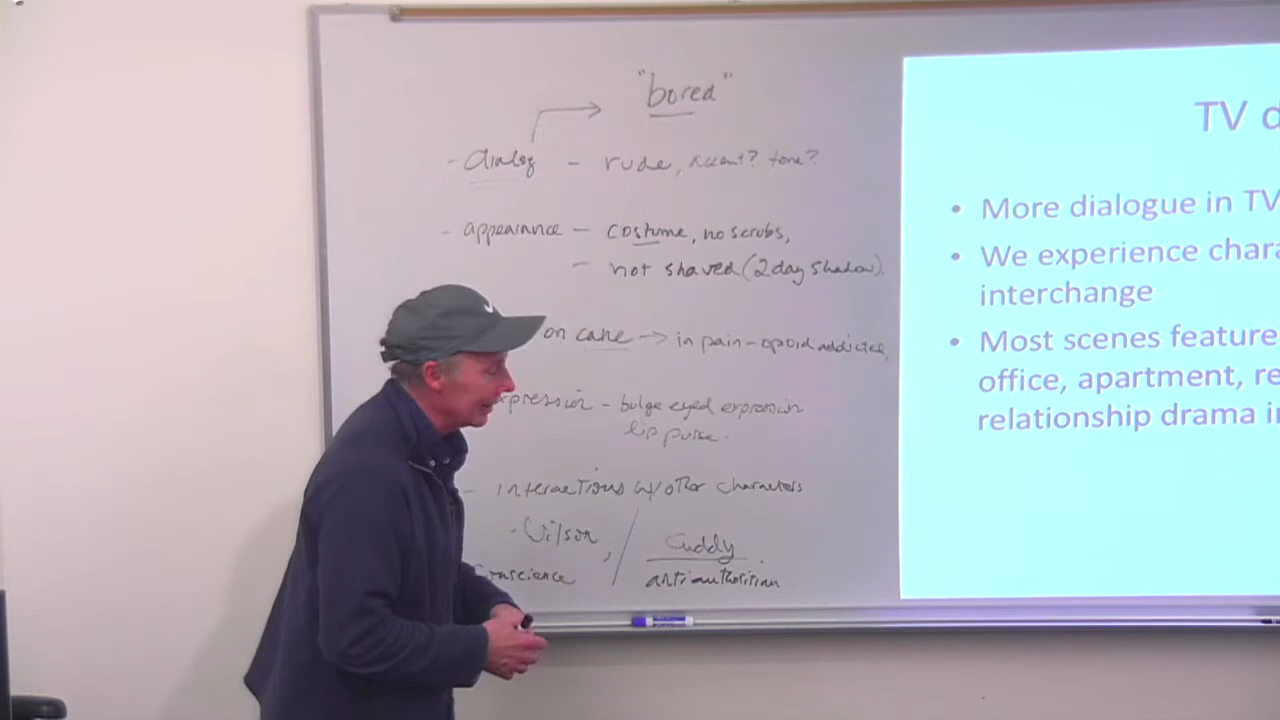 "bored"
- dialog - rude, accent? tone?
- appearance - costume, no scrubs,
- not shaved (2 day shadow).
on cane → in pain - opioid addicted,
xpression - bulge eyed expression
lip purse.
- interactions w/other characters
- Wilson, / Cuddy
conscience antiauthoritian
TV d
• More dialogue in TV
• We experience chara
interchange
• Most scenes feature
office, apartment, re
relationship drama i